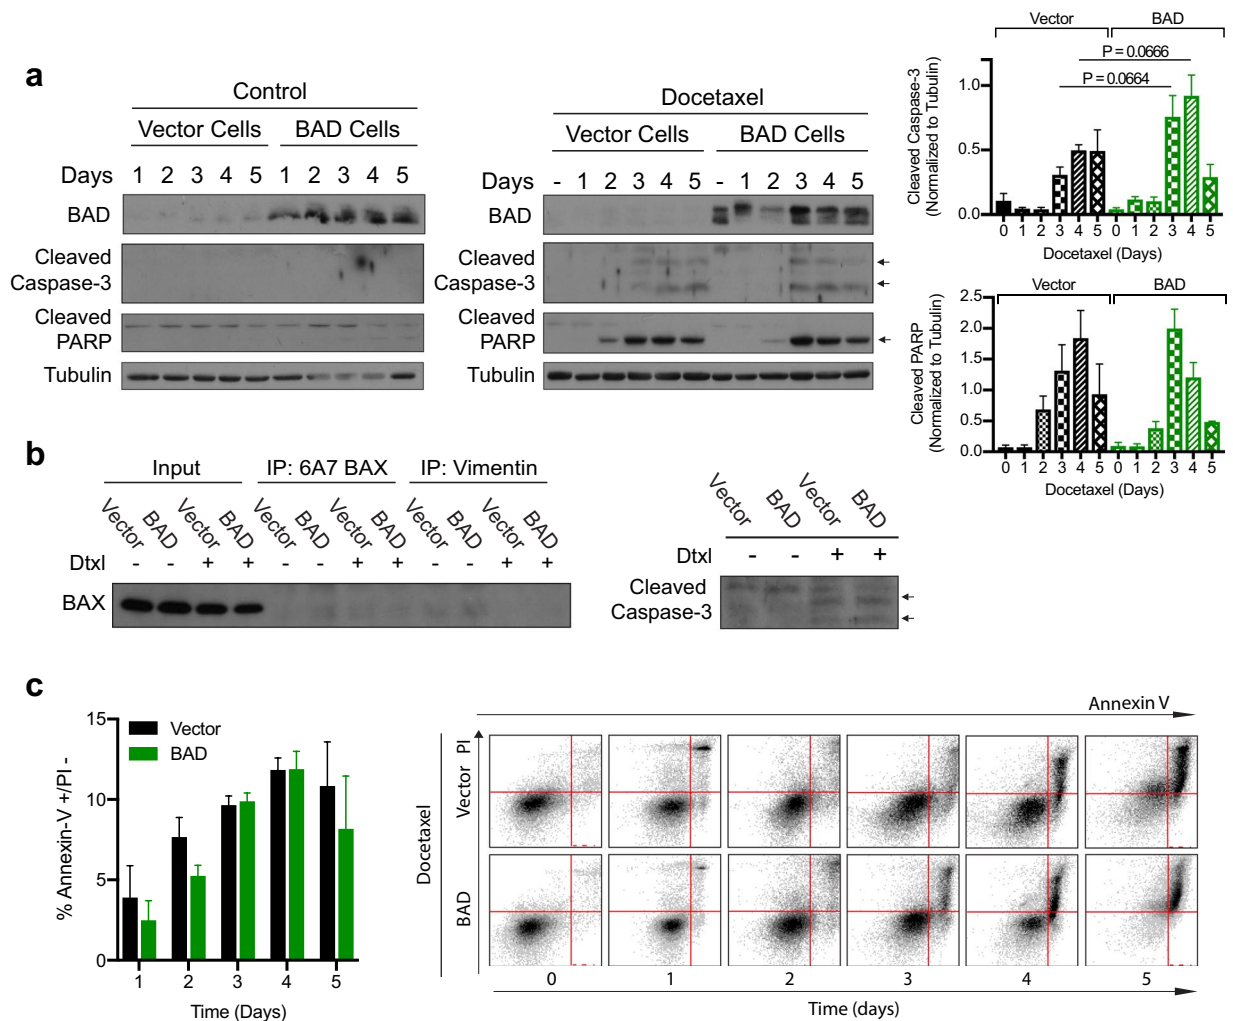 a
Control
Vector Cells BAD Cells
Days 1 2 3 4 5 1 2 3 4 5
BAD
Cleaved
Caspase-3
Cleaved
PARP
Tubulin
Docetaxel
Vector Cells BAD Cells
Days - 1 2 3 4 5 - 1 2 3 4 5
BAD
Cleaved
Caspase-3
Cleaved
PARP
Tubulin
Vector BAD
P = 0.0666
P = 0.0664
Cleaved Caspase-3
(Normalized to Tubulin)
1.0
0.5
0.0
0 1 2 3 4 5 0 1 2 3 4 5
Docetaxel (Days)
Vector BAD
Cleaved PARP
(Normalized to Tubulin)
2.5
2.0
1.5
1.0
0.5
0.0
0 1 2 3 4 5 0 1 2 3 4 5
Docetaxel (Days)
b
Input IP: 6A7 BAX IP: Vimentin
Vector BAD Vector BAD Vector BAD Vector BAD Vector BAD Vector BAD
Dtxl - - + + - - + + - - + +
BAX
Vector BAD Vector BAD
Dtxl - - + +
Cleaved
Caspase-3
c
% Annexin-V +/PI -
15
10
5
0
Vector
BAD
1 2 3 4 5
Time (Days)
Annexin V
PI
Docetaxel
Vector
BAD
0 1 2 3 4 5
Time (days)